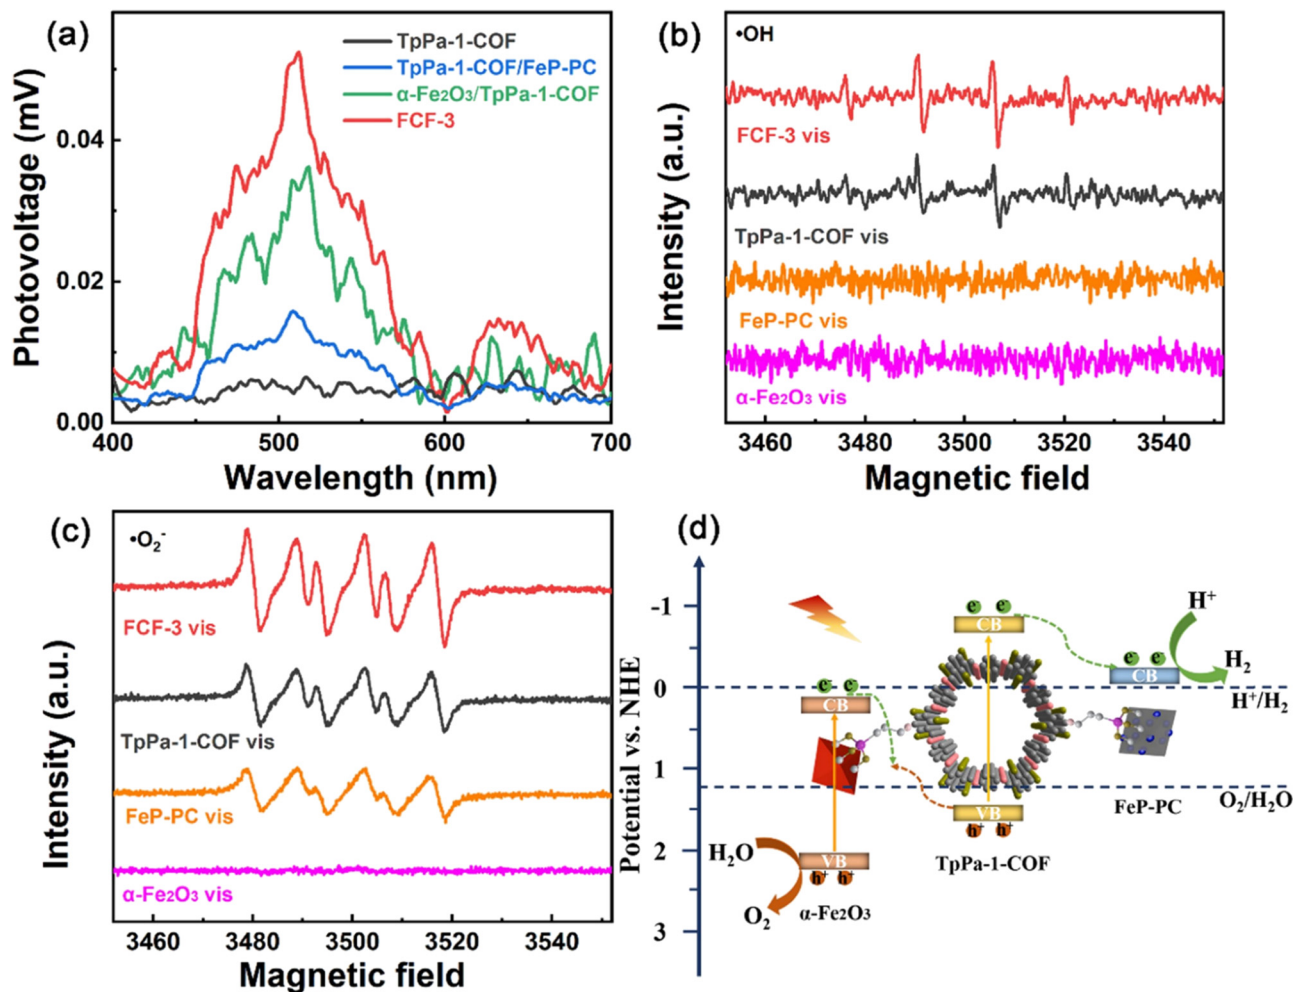 (a)
TpPa-1-COF
TpPa-1-COF/FeP-PC
α-Fe₂O₃/TpPa-1-COF
FCF-3
Photovoltage (mV)
0.04
0.02
0.00
400 500 600 700
Wavelength (nm)
(b)
•OH
FCF-3 vis
TpPa-1-COF vis
FeP-PC vis
α-Fe₂O₃ vis
Intensity (a.u.)
3460 3480 3500 3520 3540
Magnetic field
(c)
•O₂⁻
FCF-3 vis
TpPa-1-COF vis
FeP-PC vis
α-Fe₂O₃ vis
Intensity (a.u.)
3460 3480 3500 3520 3540
Magnetic field
(d)
Potential vs. NHE
-1
0
1
2
3
e⁻ e⁻
CB
H⁺
e⁻ e⁻
CB
H₂
H⁺/H₂
e⁻ e⁻
CB
O₂/H₂O
FeP-PC
VB
h⁺ h⁺
TpPa-1-COF
H₂O
VB
h⁺ h⁺
O₂
α-Fe₂O₃